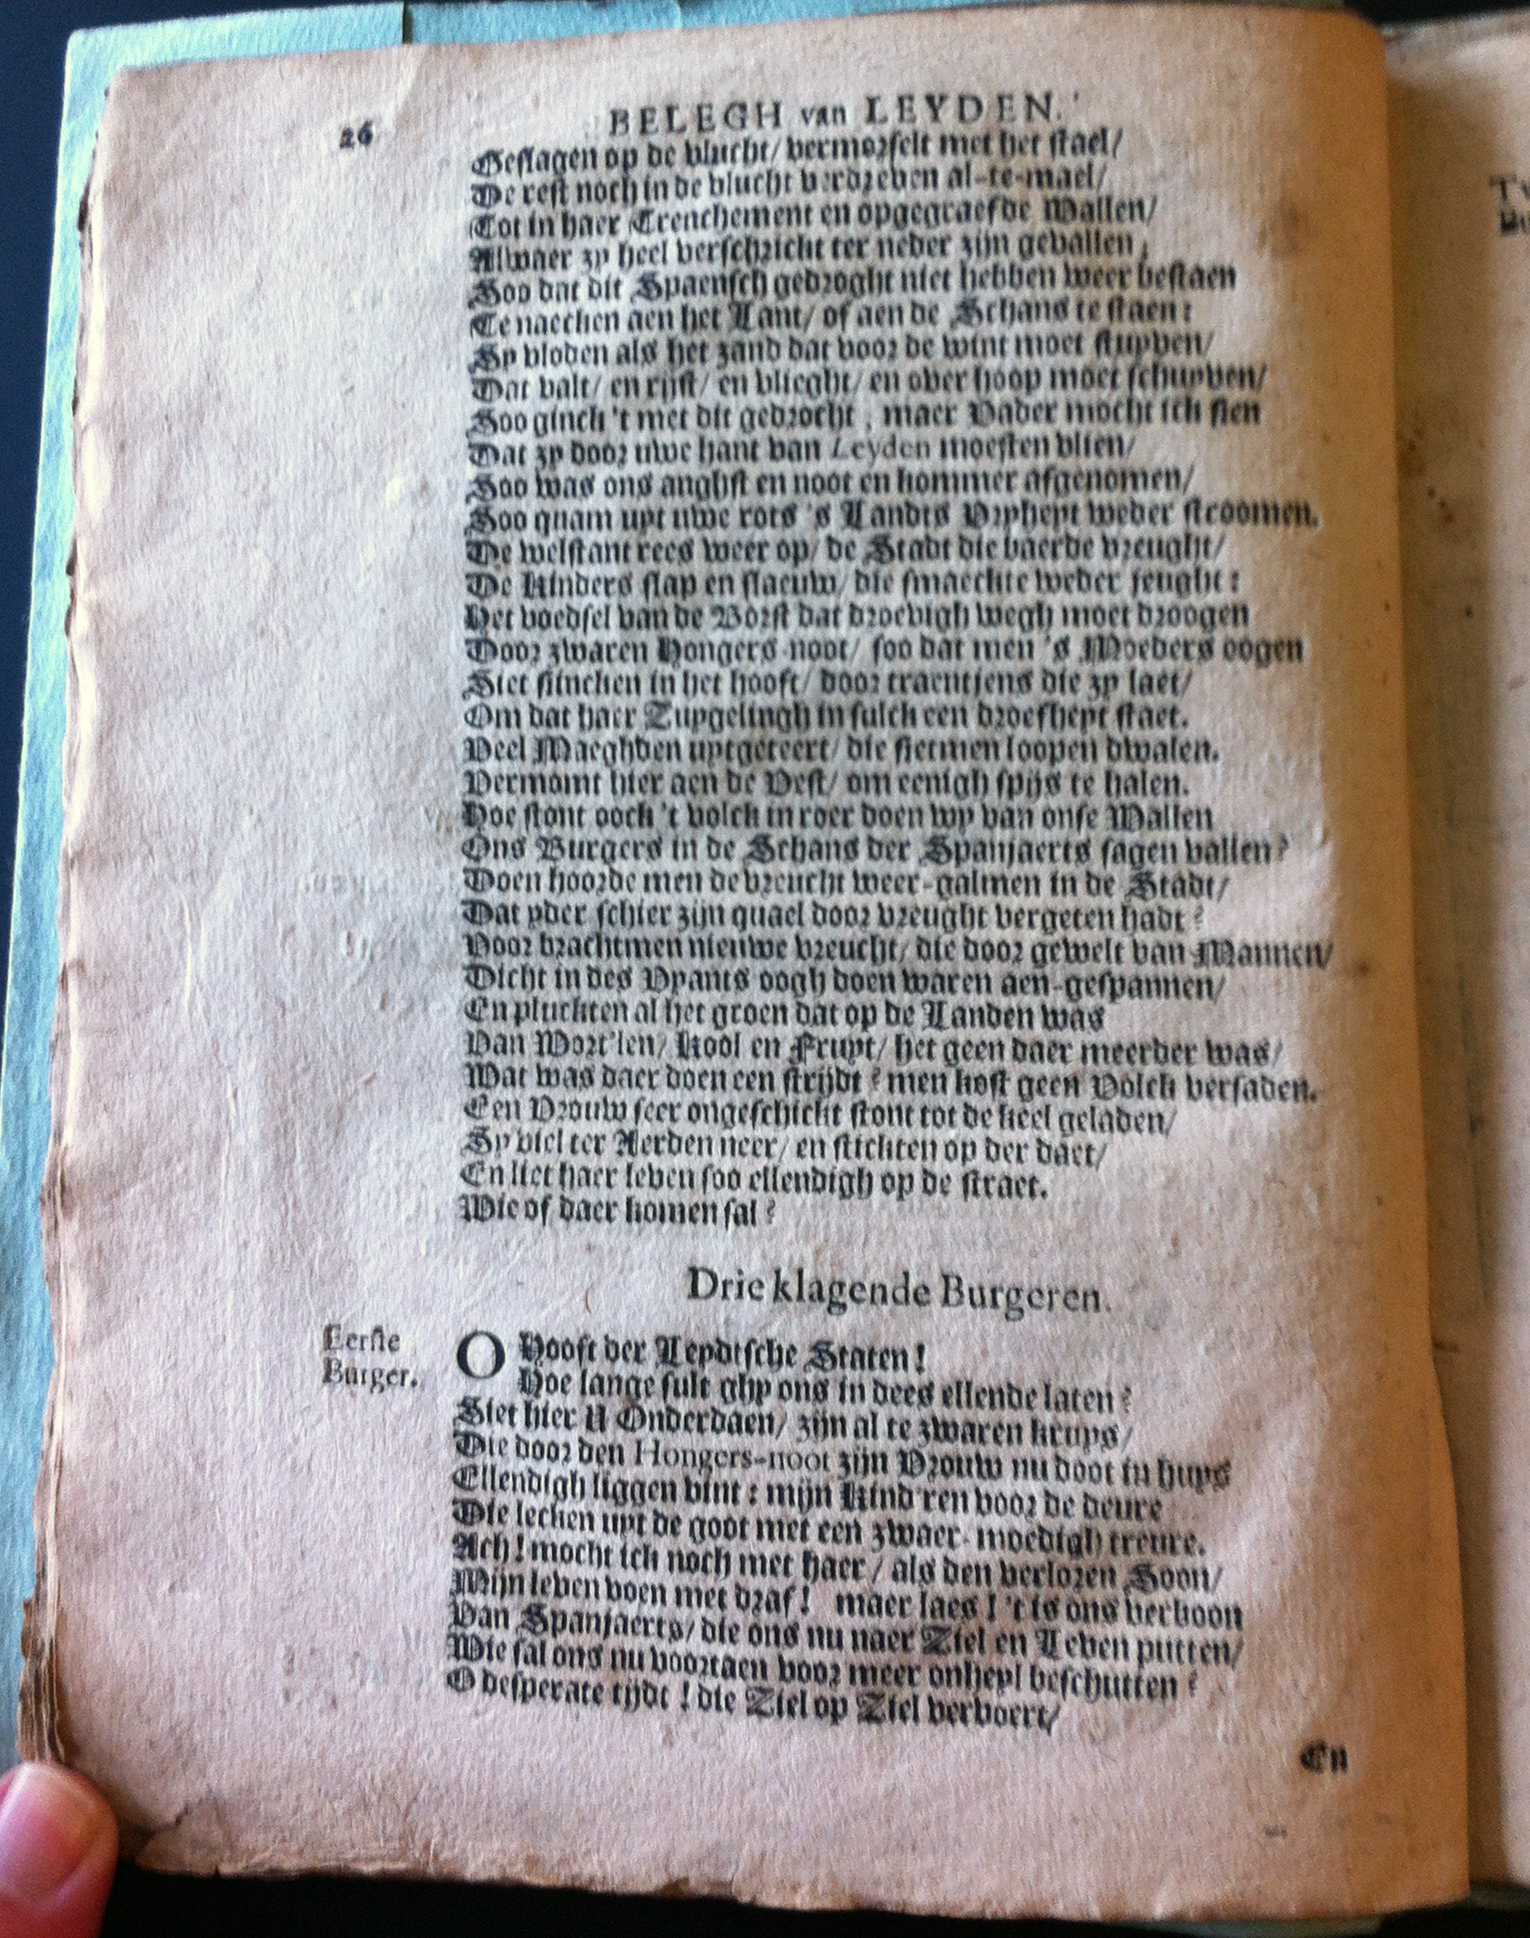 26
BELEGH van LEYDEN.
Geslagen op de vlucht/ vermorselt met het stael/
De rest noch in de vlucht verdreven al-te-mael/
Tot in haer Trenchement en opgegraefde Wallen/
Alwaer zy heel verschrickt ter neder zijn gevallen;
Soo dat dit Spaensch gedroght niet hebben weer bestaen
Te naecken aen het Lant/ of aen de Schans te staen:
Sy vloden als het zand dat voor de wint moet stuyven/
Dat valt/ en rijst/ en vlieght/ en over hoop moet schuyven/
Soo ginck 't met dit gedrocht, maer Vader mocht ick sien
Dat zy door uwe hant van Leyden moesten vlien/
Soo was ons anghst en noot en kommer afgenomen/
Soo quam uyt uwe rots 's Landts Vryheyt weder stroomen.
De welstant rees weer op/ de Stadt die baerde vreught/
De Kinders slap en flaeuw/ die smaeckte weder jeught:
Het voedsel van de Borst dat droevigh wegh moet droogen
Door zwaren Hongers-noot/ soo dat men 's Moeders oogen
Siet sincken in het hooft/ door traentjens die zy laet/
Om dat haer Zuygelingh in sulck een droefheyt staet.
Veel Maeghden uytgeteert/ die sietmen loopen dwalen.
Vermomt hier aen de Vest/ om eenigh spijs te halen.
Hoe stont oock 't volck in roer doen wy van onse Wallen
Ons Burgers in de Schans der Spanjaerts sagen vallen?
Doen hoorde men de vreucht weer-galmen in de Stadt/
Dat yder schier zijn quael door vreught vergeten hadt?
Voor brachtmen nieuwe vreucht/ die door gewelt van Mannen/
Dicht in des Vyants oogh doen waren aen-gespannen/
En pluckten al het groen dat op de Landen was
Van Wort'len/ Kool en Fruyt/ het geen daer meerder was/
Wat was daer doen een strijdt? men kost geen Volck versaden.
Een Vrouw seer ongeschickt stont tot de keel geladen/
Sy viel ter Aerden neer/ en stickten op der daet/
En liet haer leven soo ellendigh op de straet.
Wie of daer komen sal?
Drie klagende Burgeren.
Eerste
Burger.
O Hooft der Leydtsche Staten!
Hoe lange sult ghy ons in dees ellende laten?
Siet hier U Onderdaen/ zijn al te zwaren kruys/
Die door den Hongers-noot zijn Vrouw nu doot in huys
Ellendigh liggen vint: mijn Kind'ren voor de deure
Die lecken uyt de goot met een zwaer-moedigh treure.
Ach! mocht ick noch met haer/ als den verloren Soon/
Mijn leven voen met draf! maer laes! 't is ons verboon
Van Spanjaerts/ die ons nu naer Ziel en Leven putten/
Wie sal ons nu voortaen voor meer onheyl beschutten?
O desperate tijdt! die Ziel op Ziel vervoert/
En